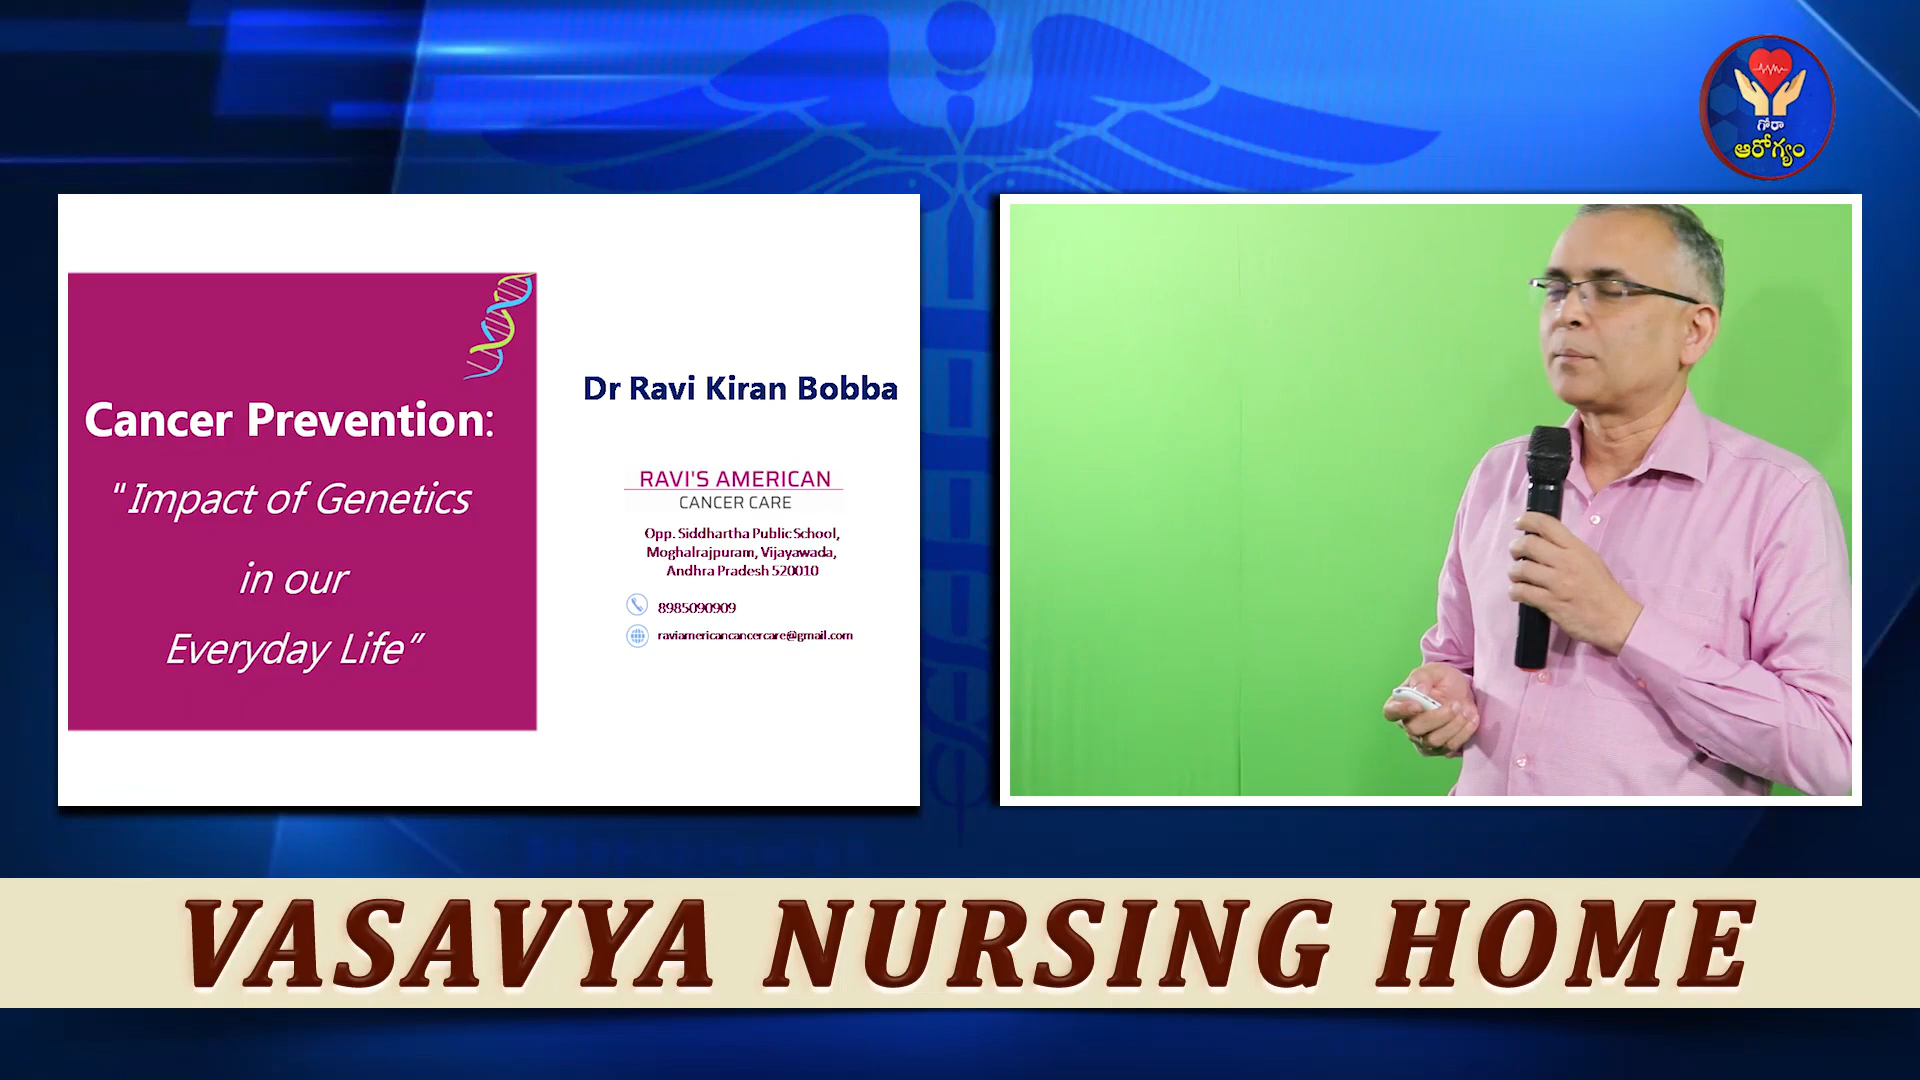 గోరా
ఆరోగ్యం
Cancer Prevention:
"Impact of Genetics
in our
Everyday Life"
Dr Ravi Kiran Bobba
RAVI'S AMERICAN
CANCER CARE
Opp. Siddhartha Public School,
Moghalrajpuram, Vijayawada,
Andhra Pradesh 520010
8985090909
raviamericancancercare@gmail.com
VASAVYA NURSING HOME